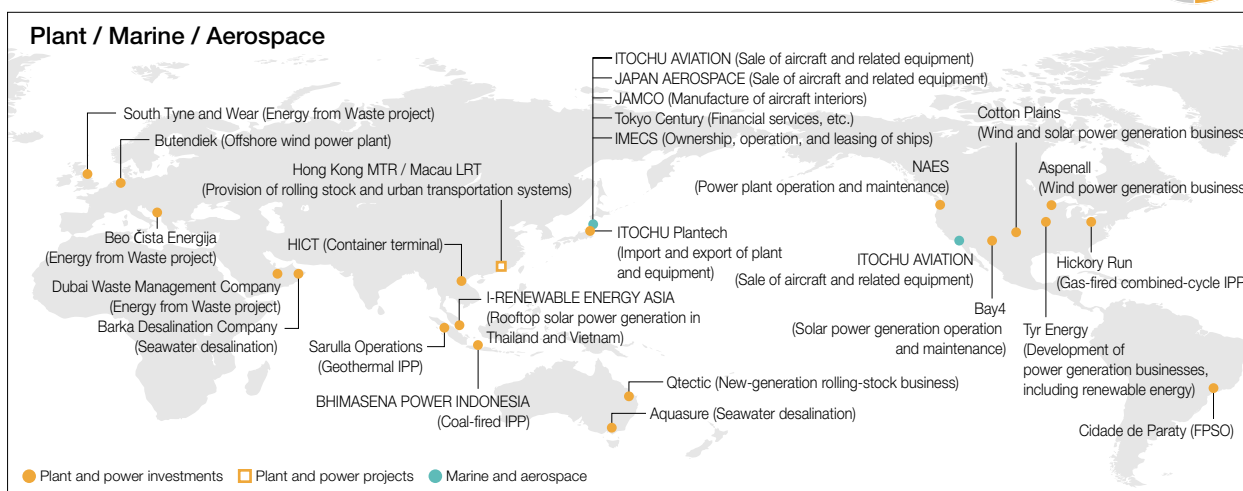 Plant / Marine / Aerospace
ITOCHU AVIATION (Sale of aircraft and related equipment)
JAPAN AEROSPACE (Sale of aircraft and related equipment)
JAMCO (Manufacture of aircraft interiors)
Tokyo Century (Financial services, etc.)
IMECS (Ownership, operation, and leasing of ships)
South Tyne and Wear (Energy from Waste project)
Butendiek (Offshore wind power plant)
Hong Kong MTR / Macau LRT
(Provision of rolling stock and urban transportation systems)
Cotton Plains
(Wind and solar power generation business
NAES
(Power plant operation and maintenance)
Aspenall
(Wind power generation business
Beo Čista Energija
(Energy from Waste project)
HICT (Container terminal)
ITOCHU Plantech
(Import and export of plant
and equipment)
ITOCHU AVIATION
(Sale of aircraft and related equipment)
Hickory Run
(Gas-fired combined-cycle IPP
Dubai Waste Management Company
(Energy from Waste project)
Barka Desalination Company
(Seawater desalination)
I-RENEWABLE ENERGY ASIA
(Rooftop solar power generation in
Thailand and Vietnam)
Bay4
(Solar power generation operation
and maintenance)
Tyr Energy
(Development of
power generation businesses,
including renewable energy)
Sarulla Operations
(Geothermal IPP)
BHIMASENA POWER INDONESIA
(Coal-fired IPP)
Qtectic (New-generation rolling-stock business)
Aquasure (Seawater desalination)
Cidade de Paraty (FPSO)
Plant and power investments
Plant and power projects
Marine and aerospace